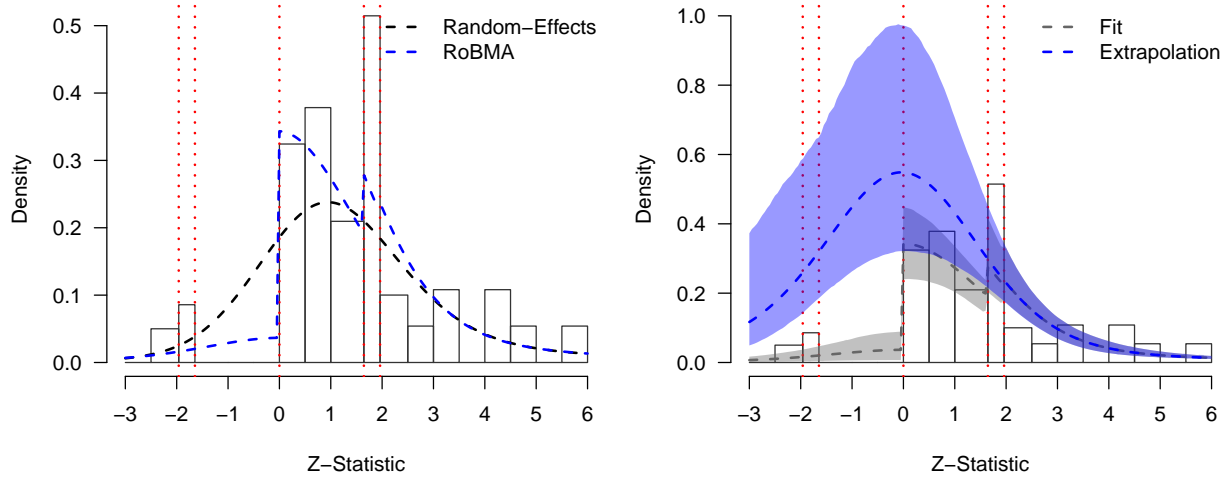 Random−Effects
RoBMA
Density
0.5
0.4
0.3
0.2
0.1
0.0
−3 −2 −1 0 1 2 3 4 5 6
Z−Statistic
Fit
Extrapolation
Density
1.0
0.8
0.6
0.4
0.2
0.0
−3 −2 −1 0 1 2 3 4 5 6
Z−Statistic